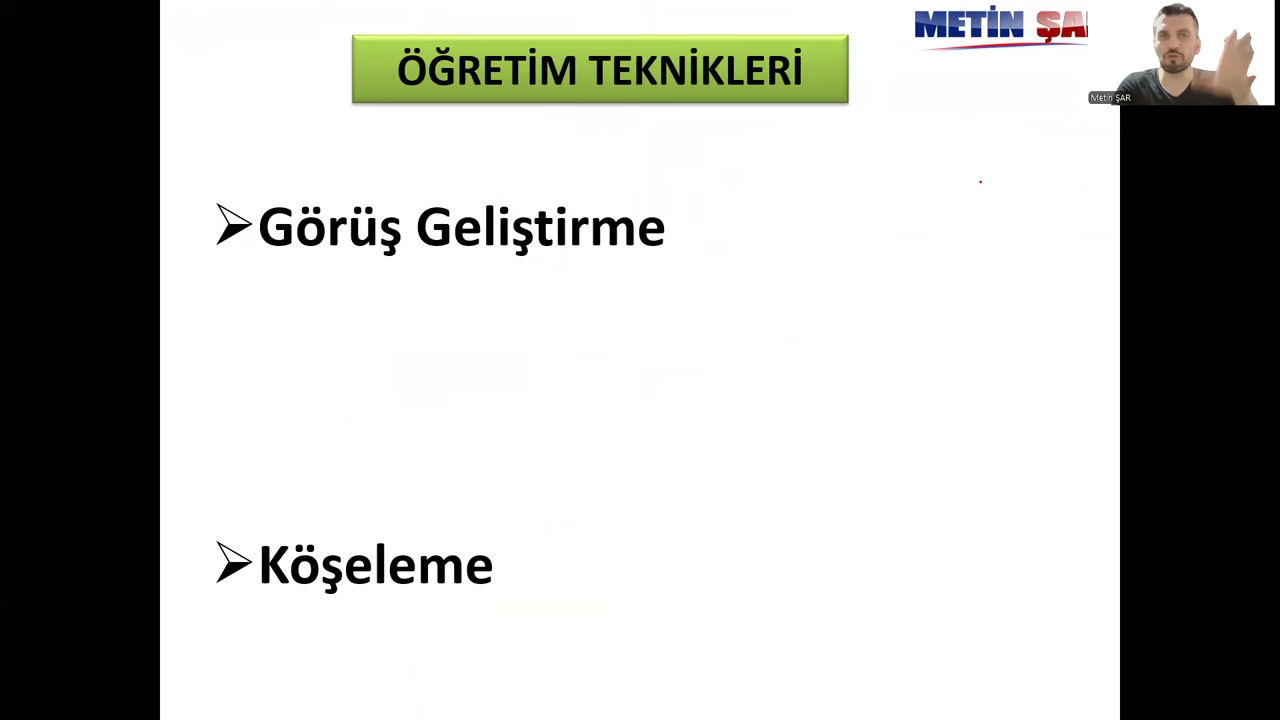 METİN ŞA
ÖĞRETİM TEKNİKLERİ
Metin ŞAR
➢Görüş Geliştirme
➢Köşeleme